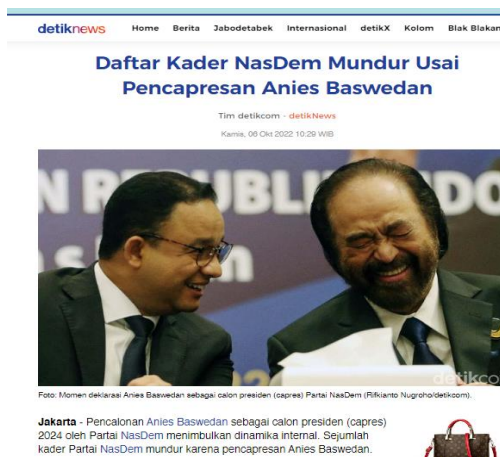 detiknews Home Berita Jabodetabek Internasional detikX Kolom Blak Blakan
Daftar Kader NasDem Mundur Usai
Pencapresan Anies Baswedan
Tim detikcom - detikNews
Kamis, 06 Okt 2022 10:29 WIB
detikco
Foto: Momen deklarasi Anies Baswedan sebagai calon presiden (capres) Partai NasDem (Rifkianto Nugroho/detikcom).
Jakarta - Pencalonan Anies Baswedan sebagai calon presiden (capres)
2024 oleh Partai NasDem menimbulkan dinamika internal. Sejumlah
kader Partai NasDem mundur karena pencapresan Anies Baswedan.